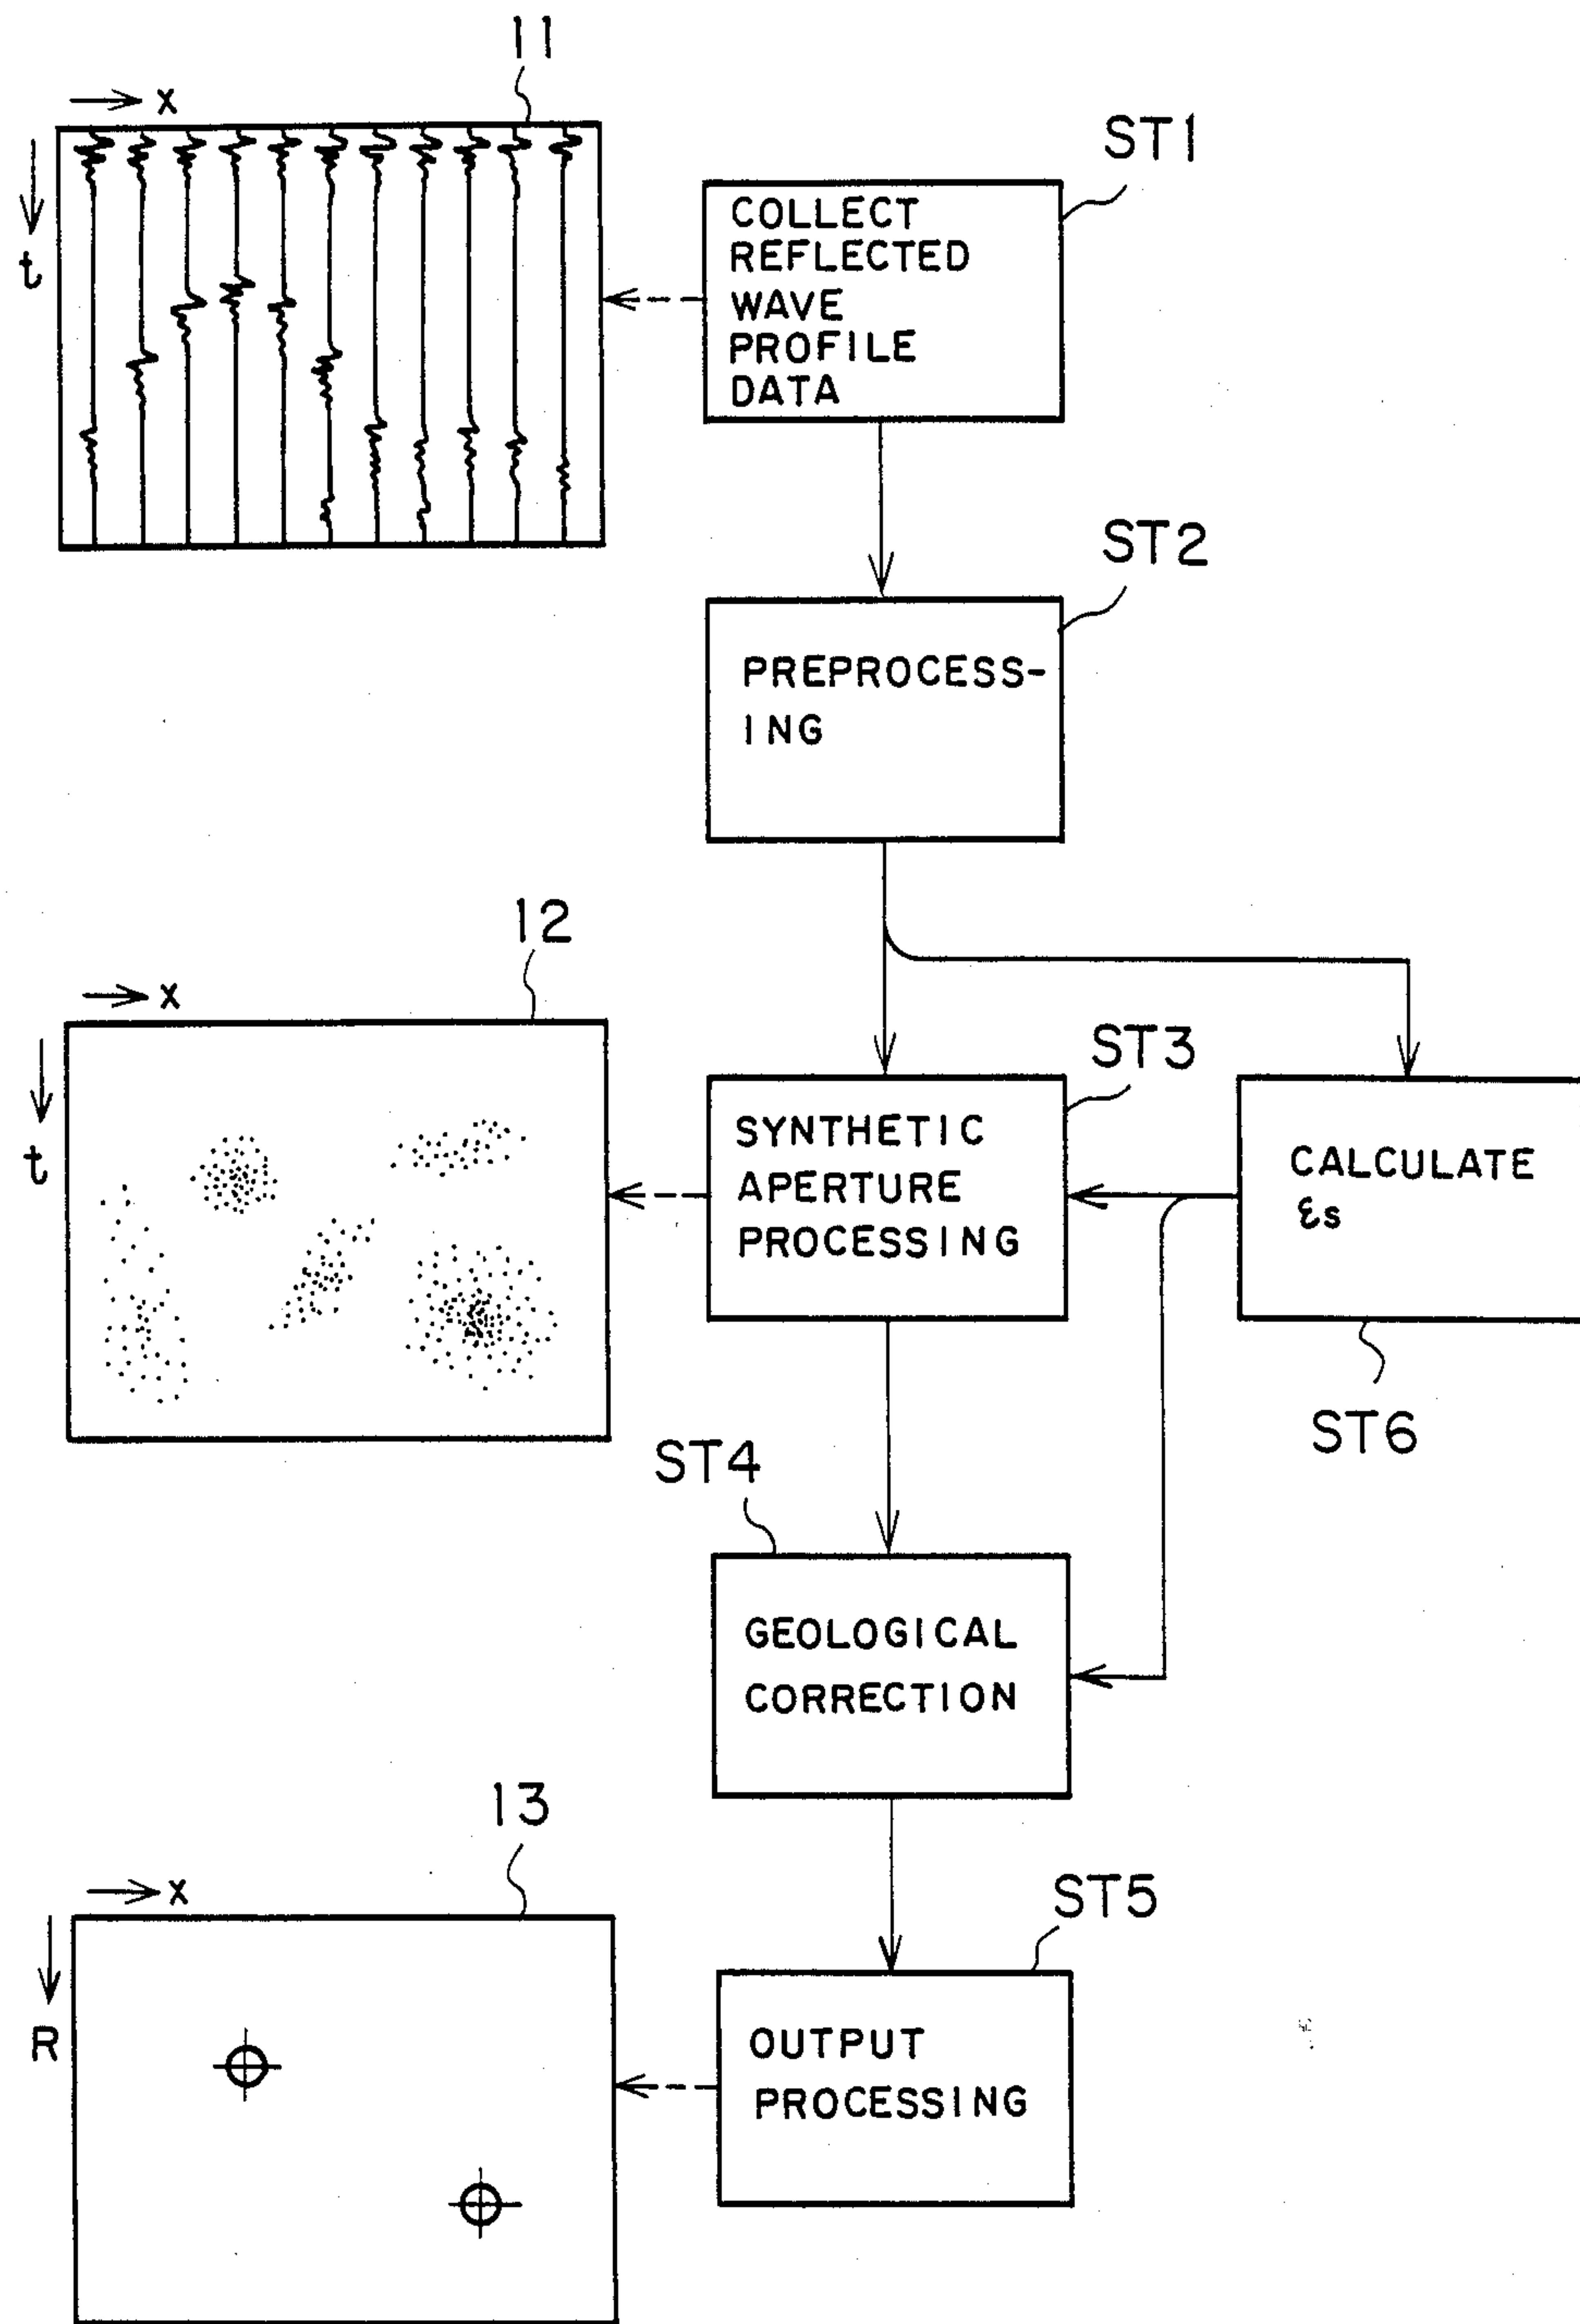 11
x
t
ST1
COLLECT
REFLECTED
WAVE
PROFILE
DATA
ST2
PREPROCESS-
ING
12
x
t
ST3
SYNTHETIC
APERTURE
PROCESSING
CALCULATE
εs
ST6
ST4
GEOLOGICAL
CORRECTION
13
x
R
ST5
OUTPUT
PROCESSING